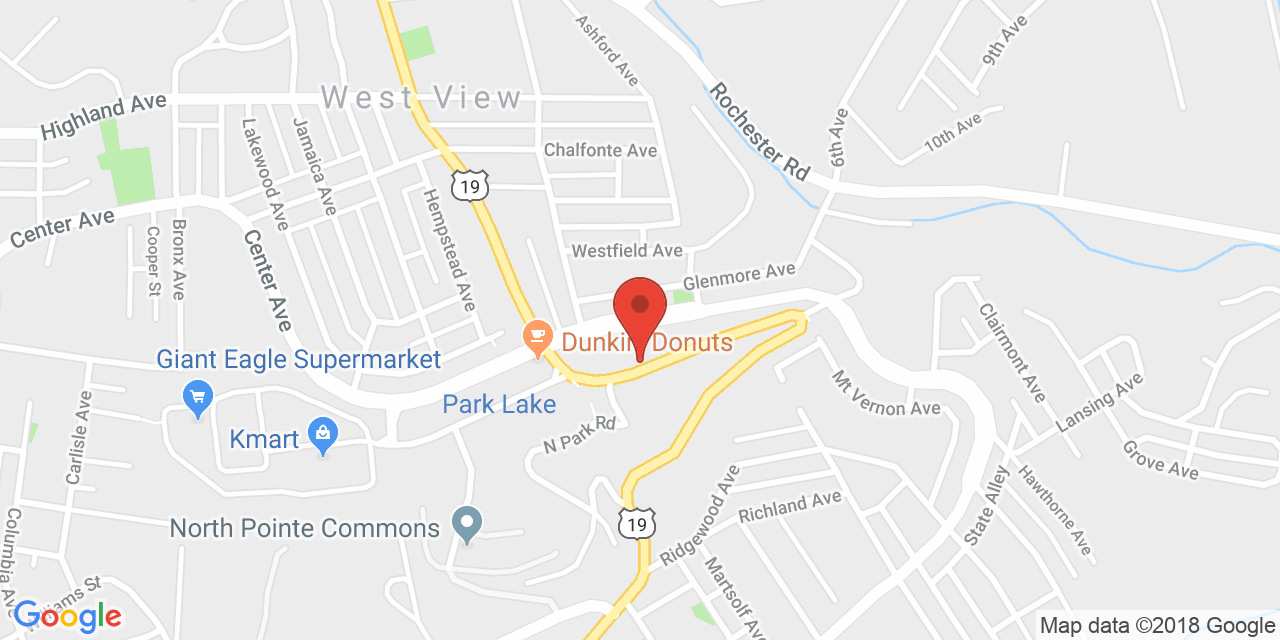 Ashford Ave
9th Ave
West View
Highland Ave
Rochester Rd
6th Ave
10th Ave
Lakewood Ave
Jamaica Ave
Chalfonte Ave
19
Center Ave
Bronx Ave
Cooper St
Center Ave
Hempstead Ave
Westfield Ave
Glenmore Ave
Clairmont Ave
Dunkin' Donuts
Giant Eagle Supermarket
Park Lake
Mt Vernon Ave
Lansing Ave
Carlisle Ave
Kmart
N Park Rd
Grove Ave
Columbia Ave
North Pointe Commons
19
Ridgewood Ave
Richland Ave
State Alley
Hawthorne Ave
Martsolf Ave
Williams St
Google
Map data ©2018 Google